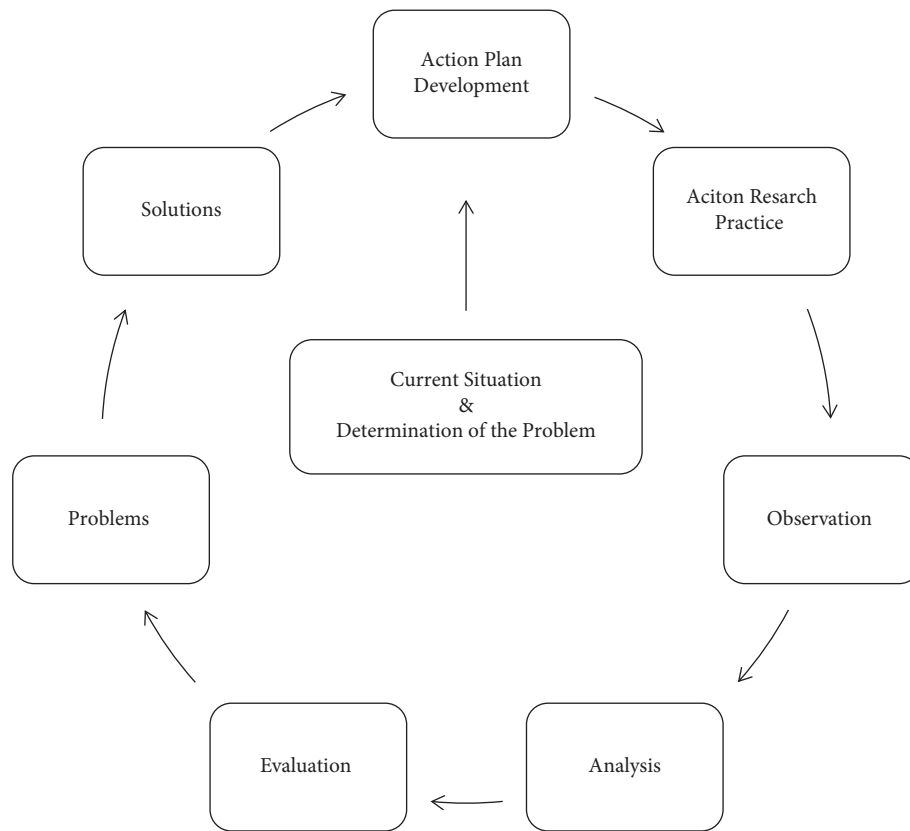 Action Plan
Development
Solutions
Aciton Resarch
Practice
Current Situation
&
Determination of the Problem
Problems
Observation
Evaluation
Analysis